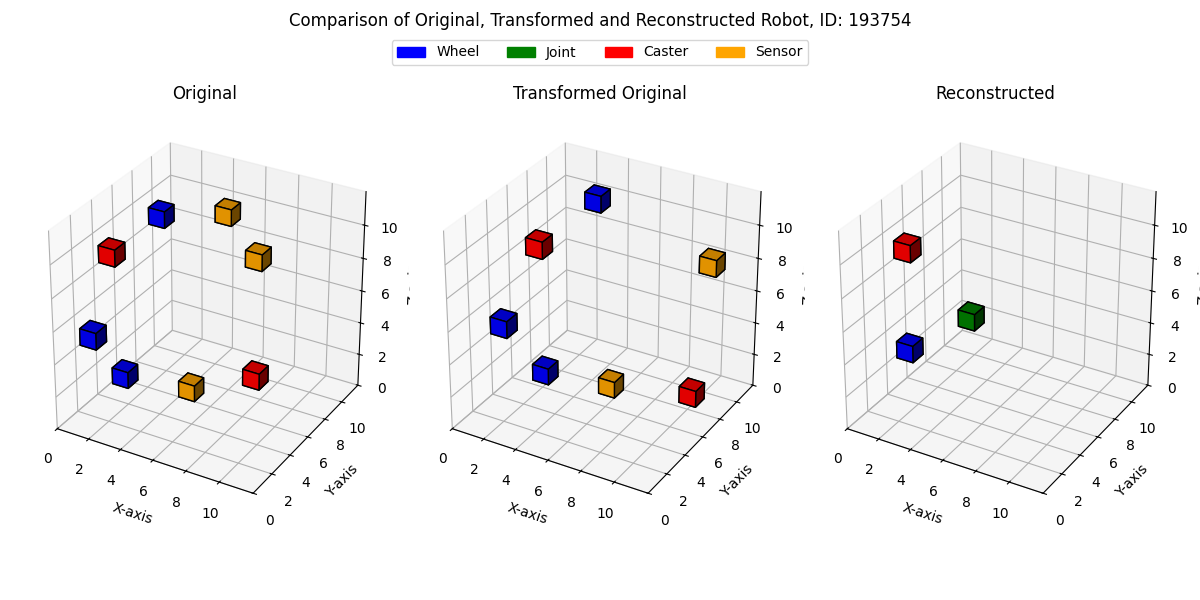 Comparison of Original, Transformed and Reconstructed Robot, ID: 193754
Wheel Joint Caster Sensor
Original
0 2 4 6 8 10
X-axis
0 2 4 6 8 10
Y-axis
0 2 4 6 8 10
Transformed Original
0 2 4 6 8 10
X-axis
0 2 4 6 8 10
Y-axis
0 2 4 6 8 10
Reconstructed
0 2 4 6 8 10
X-axis
0 2 4 6 8 10
Y-axis
0 2 4 6 8 10